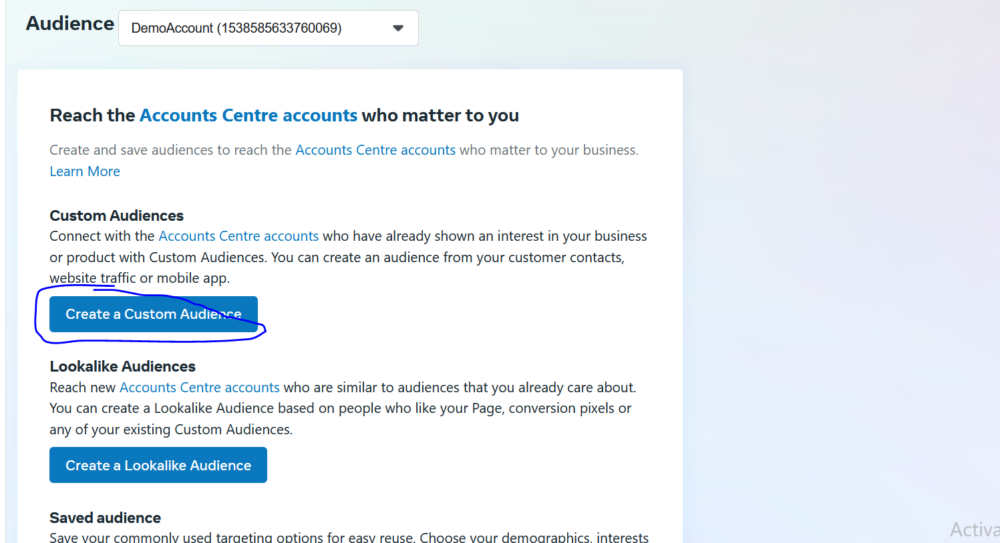 Audience
DemoAccount (1538585633760069)
Reach the Accounts Centre accounts who matter to you
Create and save audiences to reach the Accounts Centre accounts who matter to your business.
Learn More
Custom Audiences
Connect with the Accounts Centre accounts who have already shown an interest in your business
or product with Custom Audiences. You can create an audience from your customer contacts,
website traffic or mobile app.
Create a Custom Audience
Lookalike Audiences
Reach new Accounts Centre accounts who are similar to audiences that you already care about.
You can create a Lookalike Audience based on people who like your Page, conversion pixels or
any of your existing Custom Audiences.
Create a Lookalike Audience
Saved audience
Save your commonly used targeting options for easy reuse. Choose your demographics, interests
Activa